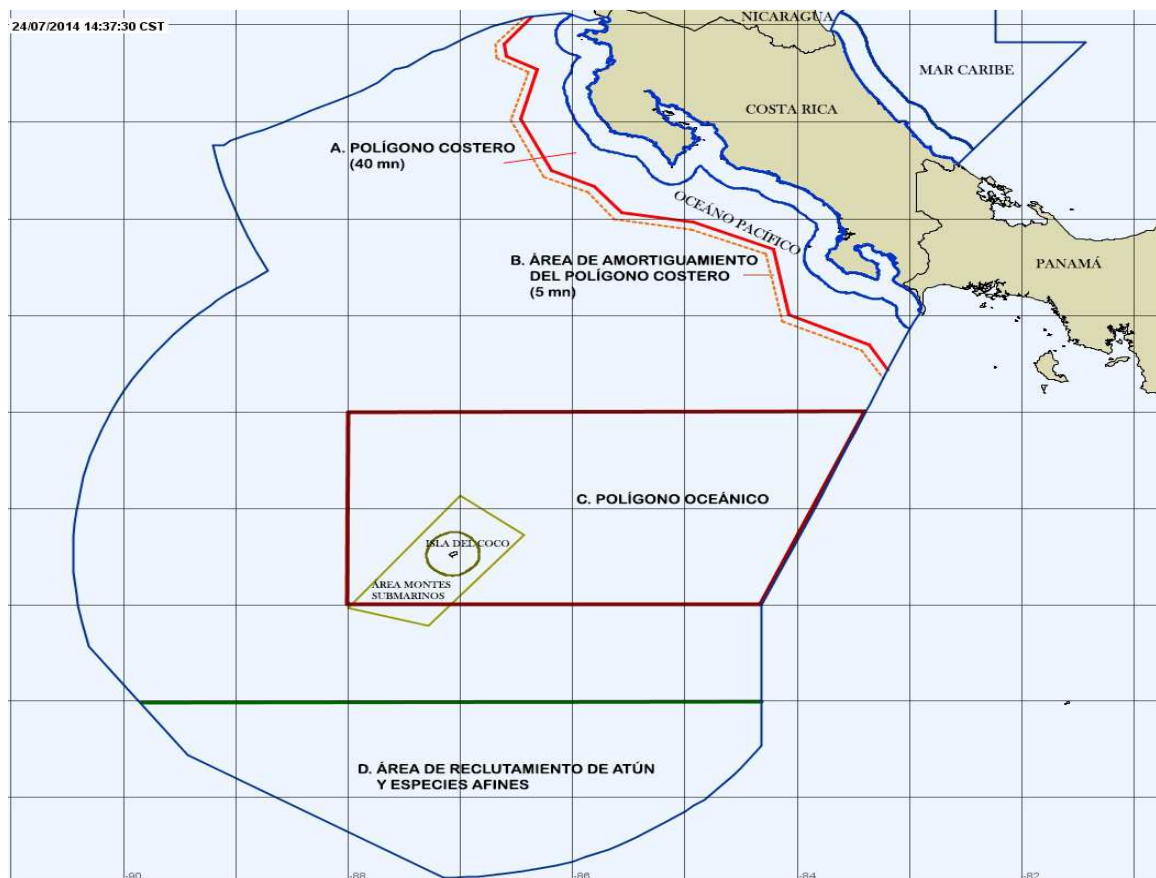 24/07/2014 14:37:30 CST
NICARAGUA
MAR CARIBE
COSTA RICA
A. POLÍGONO COSTERO
(40 mn)
OCEÁNO PACÍFICO
B. ÁREA DE AMORTIGUAMIENTO
DEL POLÍGONO COSTERO
(5 mn)
PANAMÁ
C. POLÍGONO OCEÁNICO
ISLA DEL COCO
ÁREA MONTES
SUBMARINOS
D. ÁREA DE RECLUTAMIENTO DE ATÚN
Y ESPECIES AFINES
-90
-88
-86
-84
-82